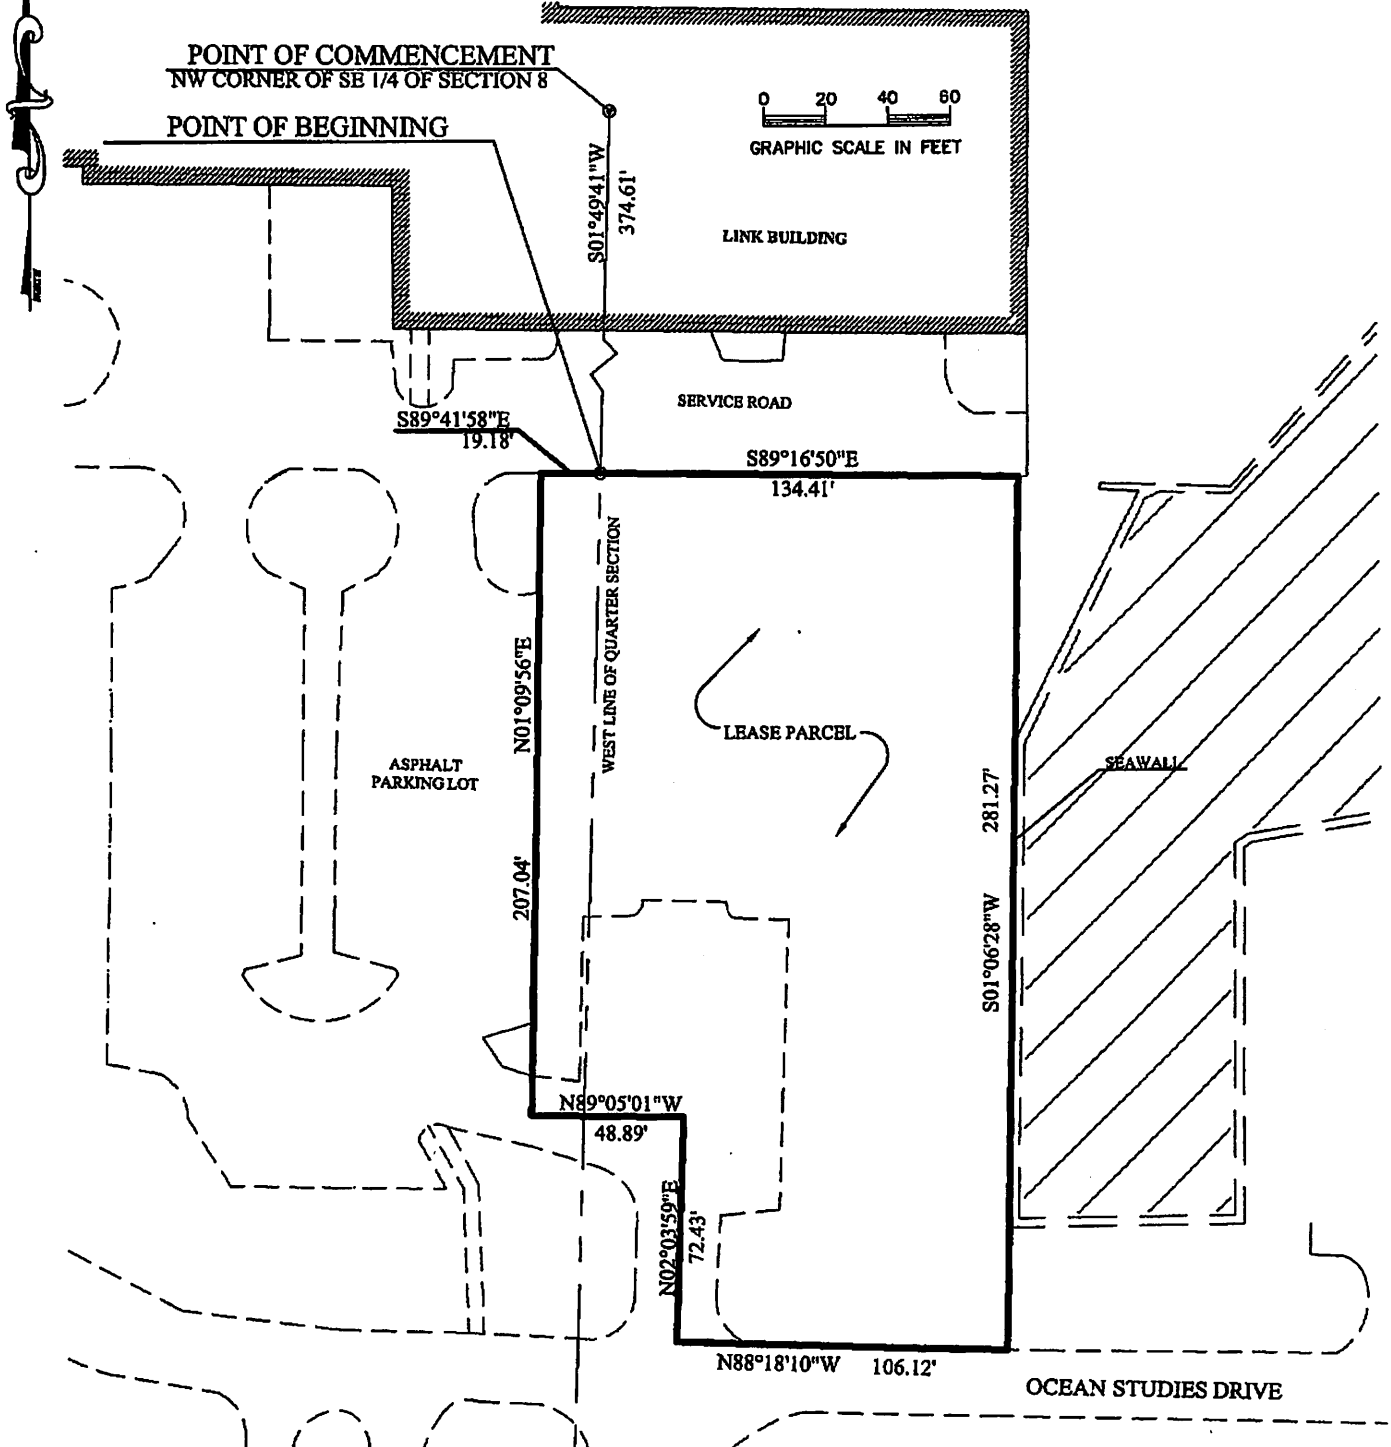 POINT OF COMMENCEMENT
NW CORNER OF SE 1/4 OF SECTION 8
POINT OF BEGINNING
0 20 40 60
GRAPHIC SCALE IN FEET
S01°49'41"W
374.61'
LINK BUILDING
SERVICE ROAD
S89°41'58"E
19.18'
S89°16'50"E
134.41'
WEST LINE OF QUARTER SECTION
N01°09'56"E
207.04'
LEASE PARCEL
ASPHALT
PARKING LOT
SEAWALL
281.27'
S01°06'28"W
N89°05'01"W
48.89'
N02°03'59"E
72.43'
N88°18'10"W 106.12'
OCEAN STUDIES DRIVE